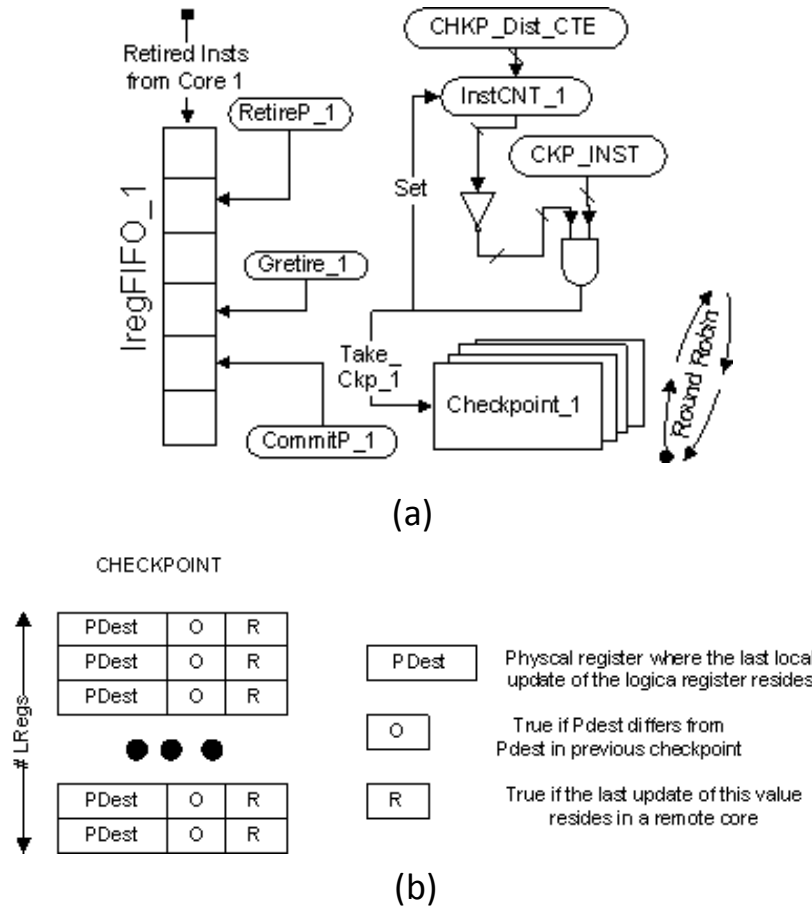 CHKP_Dist_CTE
Retired Insts
from Core 1
InstCNT_1
RetireP_1
CKP_INST
Set
IregFIFO_1
Gretire_1
Take_
Ckp_1
Checkpoint_1
Round Robin
CommitP_1
(a)
CHECKPOINT
# LRegs
PDest O R
PDest O R
PDest O R
PDest O R
PDest O R
PDest
Physcal register where the last local
update of the logica register resides
O
True if Pdest differs from
Pdest in previous checkpoint
R
True if the last update of this value
resides in a remote core
(b)